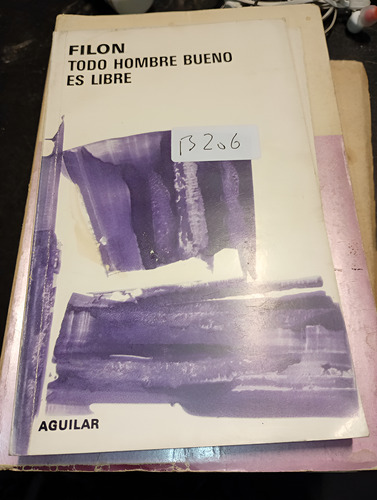 FILON
TODO HOMBRE BUENO
ES LIBRE
B206
AGUILAR